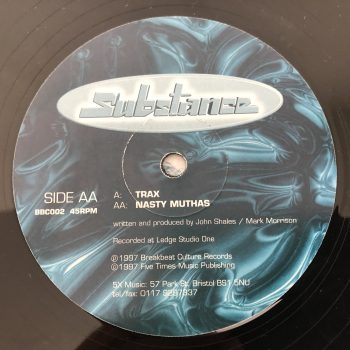 Substance
SIDE AA
BBC002 45RPM
A: TRAX
AA: NASTY MUTHAS
written and produced by John Shales / Mark Morrison
Recorded at Ledge Studio One
℗1997 Breakbeat Culture Records
©1997 Five Times Music Publishing
5X Music: 57 Park St, Bristol BS1 5NU
tel/fax: 0117 9297337